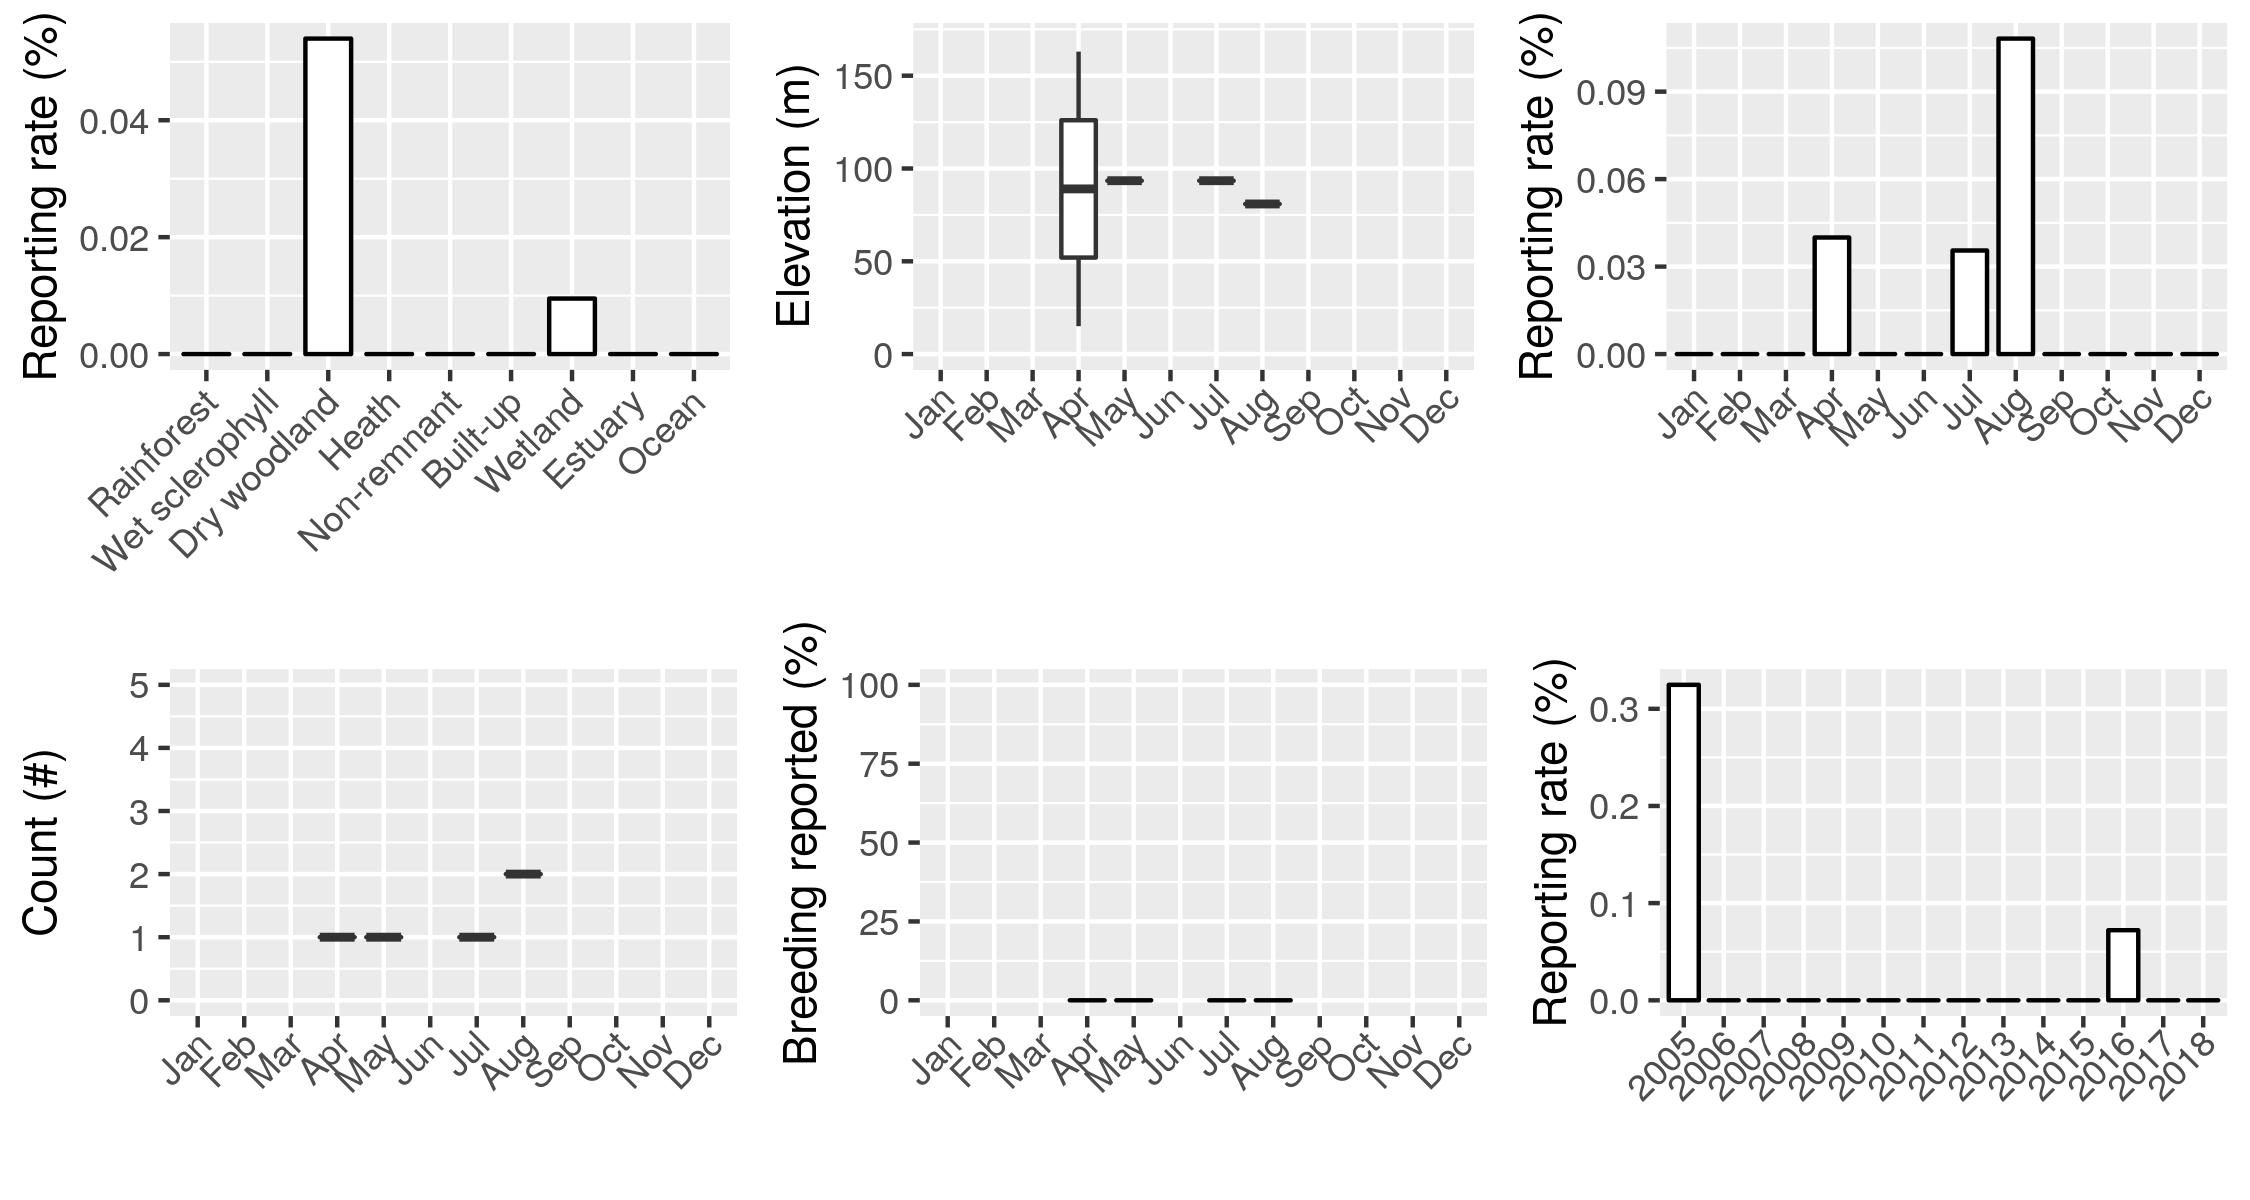 Reporting rate (%)
0.04
0.02
0.00
Rainforest
Wet sclerophyll
Dry woodland
Heath
Non-remnant
Built-up
Wetland
Estuary
Ocean
Elevation (m)
150
100
50
0
Jan
Feb
Mar
Apr
May
Jun
Jul
Aug
Sep
Oct
Nov
Dec
Reporting rate (%)
0.09
0.06
0.03
0.00
Jan
Feb
Mar
Apr
May
Jun
Jul
Aug
Sep
Oct
Nov
Dec
Count (#)
5
4
3
2
1
0
Jan
Feb
Mar
Apr
May
Jun
Jul
Aug
Sep
Oct
Nov
Dec
Breeding reported (%)
100
75
50
25
0
Jan
Feb
Mar
Apr
May
Jun
Jul
Aug
Sep
Oct
Nov
Dec
Reporting rate (%)
0.3
0.2
0.1
0.0
2005
2006
2007
2008
2009
2010
2011
2012
2013
2014
2015
2016
2017
2018